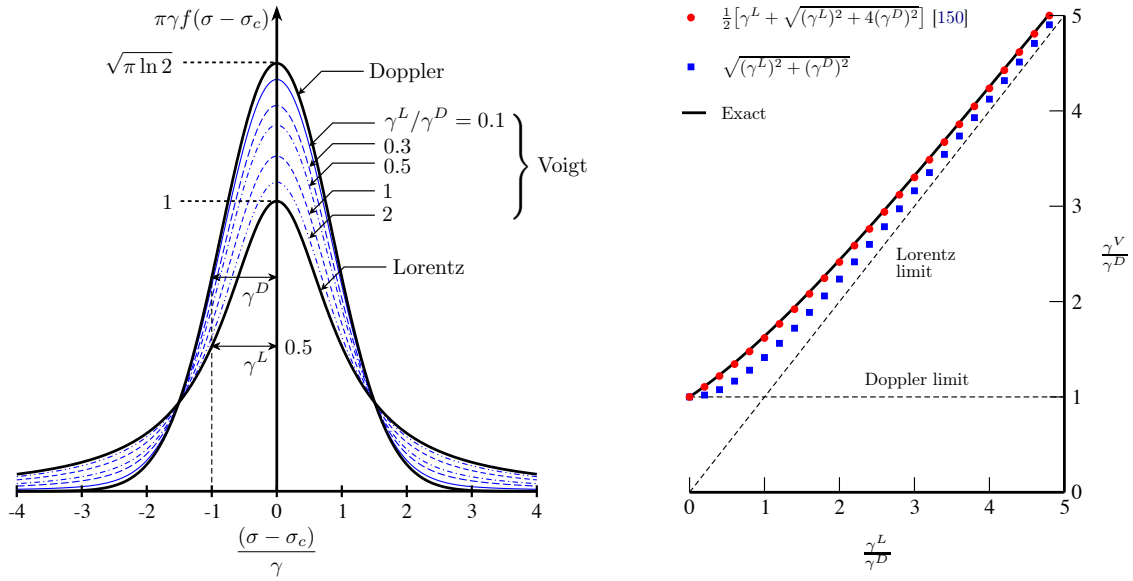 πγf(σ − σ_c)
√(π ln 2)
Doppler
γ^L/γ^D = 0.1
0.3
0.5
1
2
Voigt
1
Lorentz
γ^D
0.5
γ^L
-4 -3 -2 -1 0 1 2 3 4
(σ − σ_c)
γ
1/2[γ^L + √((γ^L)² + 4(γ^D)²)] [150]
√((γ^L)² + (γ^D)²)
Exact
5
4
3
2
1
0
γ^V
γ^D
Lorentz
limit
Doppler limit
0 1 2 3 4 5
γ^L
γ^D